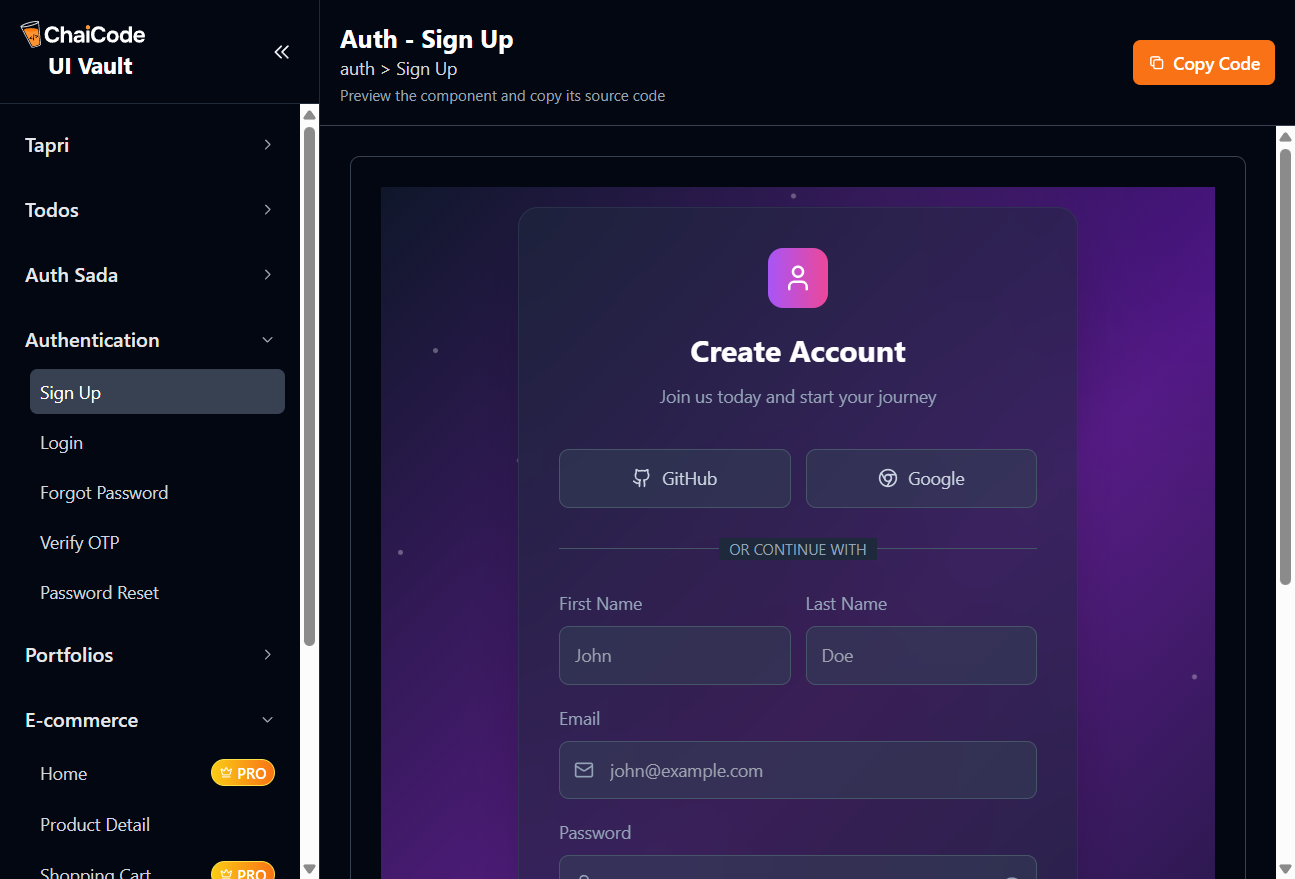 ChaiCode
UI Vault
Tapri
Todos
Auth Sada
Authentication
Sign Up
Login
Forgot Password
Verify OTP
Password Reset
Portfolios
E-commerce
Home PRO
Product Detail
Shopping Cart PRO
Auth - Sign Up
auth > Sign Up
Preview the component and copy its source code
Copy Code
Create Account
Join us today and start your journey
GitHub Google
OR CONTINUE WITH
First Name Last Name
John Doe
Email
john@example.com
Password